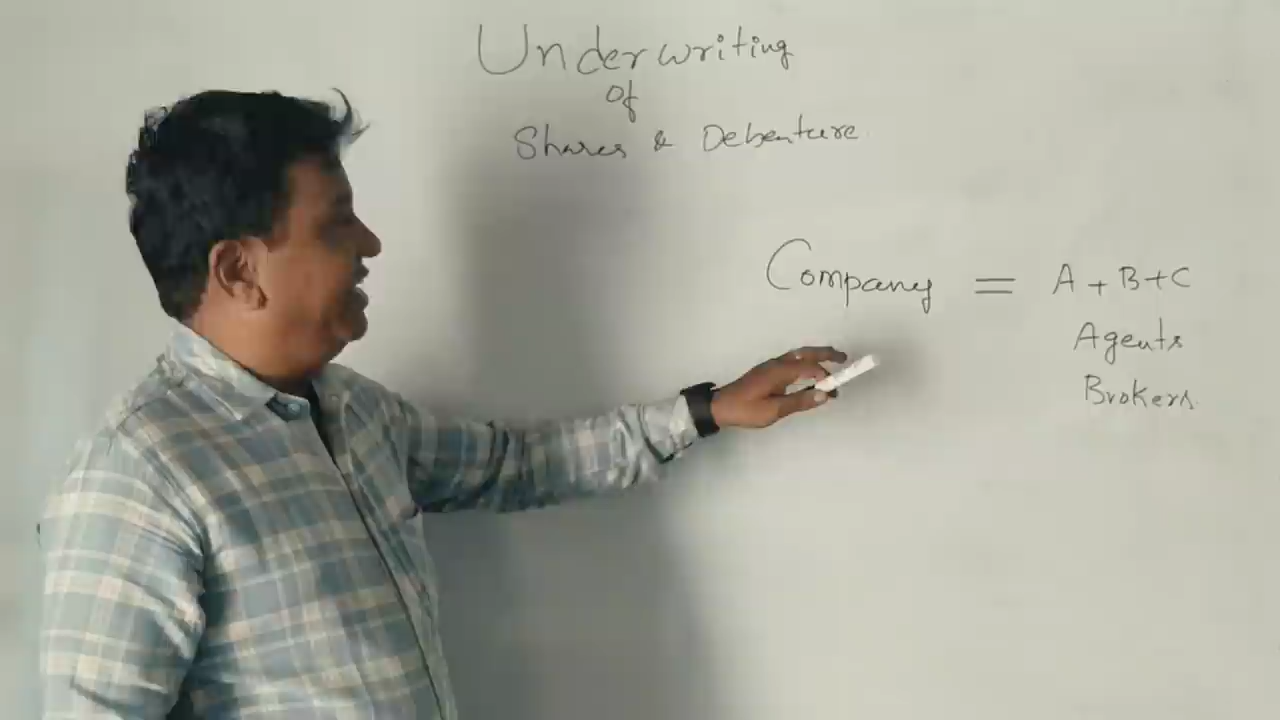 Underwriting
of
Shares & Debenture.
Company = A + B + C
Agents
Brokers.